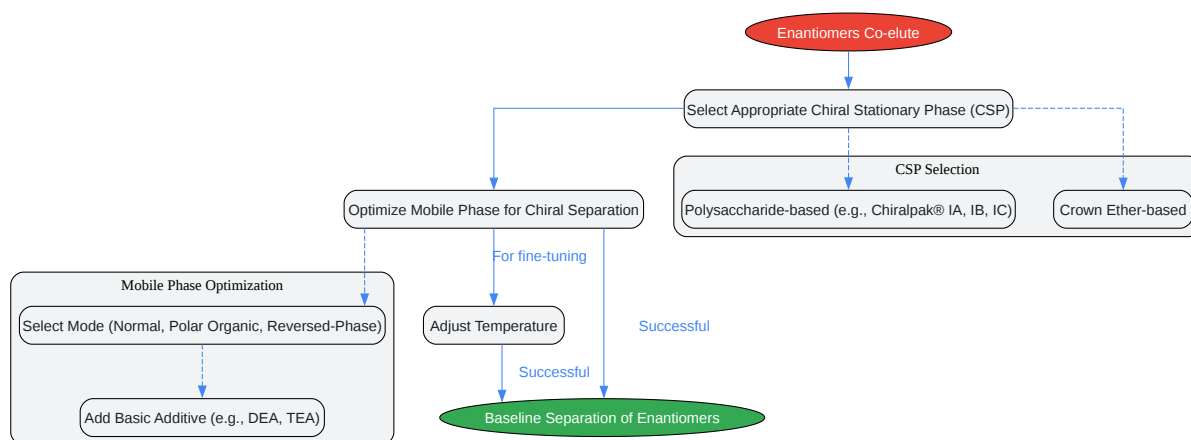 Enantiomers Co-elute
Select Appropriate Chiral Stationary Phase (CSP)
CSP Selection
Optimize Mobile Phase for Chiral Separation
Polysaccharide-based (e.g., Chiralpak® IA, IB, IC)
Crown Ether-based
For fine-tuning
Mobile Phase Optimization
Select Mode (Normal, Polar Organic, Reversed-Phase)
Adjust Temperature
Successful
Successful
Add Basic Additive (e.g., DEA, TEA)
Baseline Separation of Enantiomers